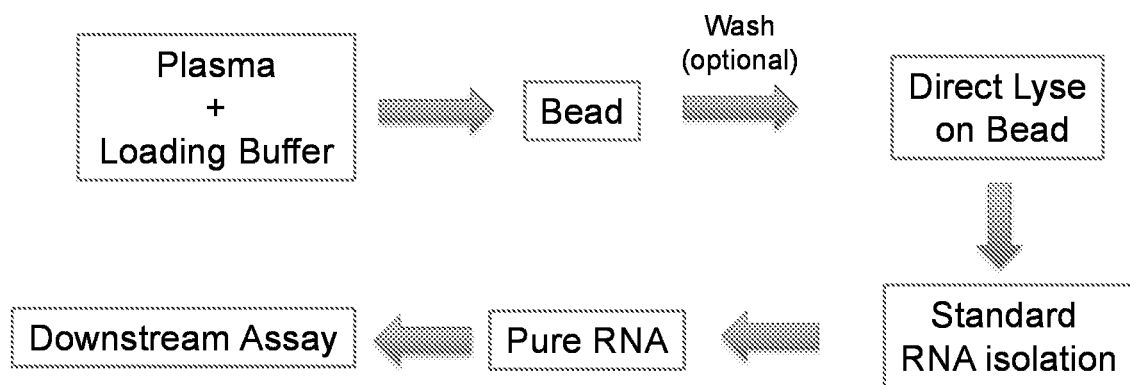 Plasma
+
Loading Buffer
Bead
Wash
(optional)
Direct Lyse
on Bead
Standard
RNA isolation
Pure RNA
Downstream Assay